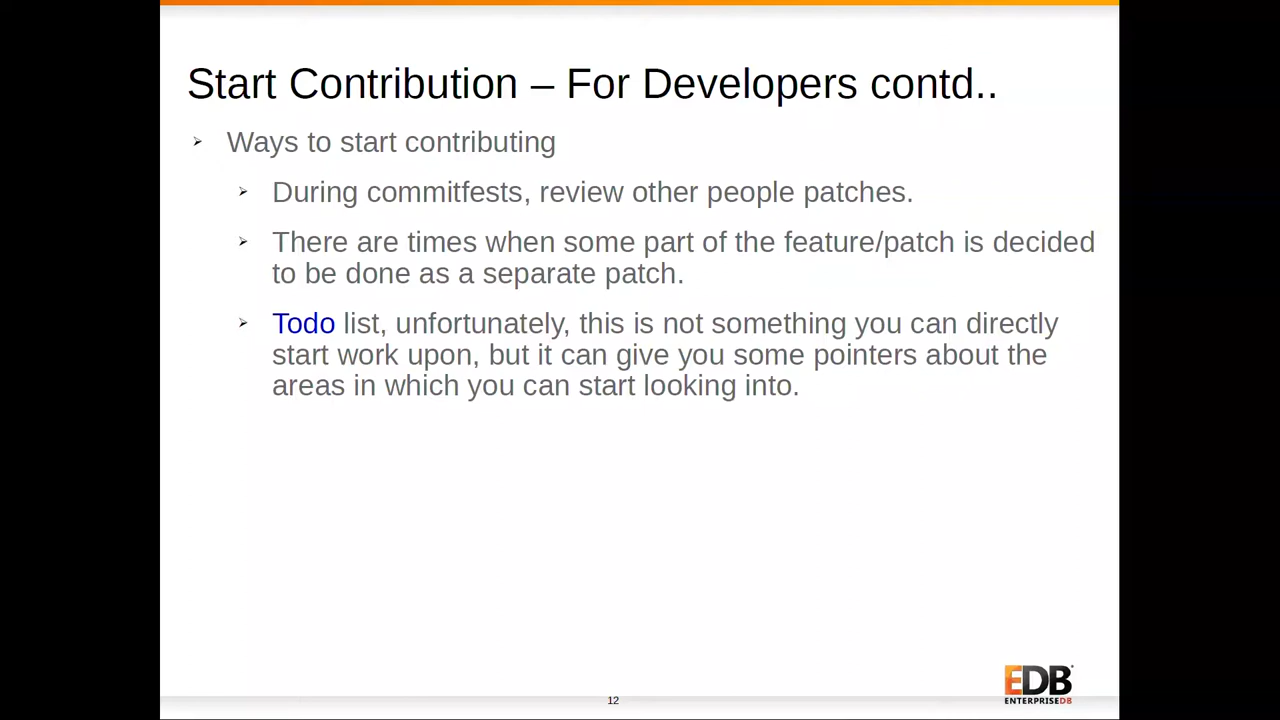 Start Contribution – For Developers contd..
Ways to start contributing
During commitfests, review other people patches.
There are times when some part of the feature/patch is decided
to be done as a separate patch.
Todo list, unfortunately, this is not something you can directly
start work upon, but it can give you some pointers about the
areas in which you can start looking into.
EDB
ENTERPRISEDB
12